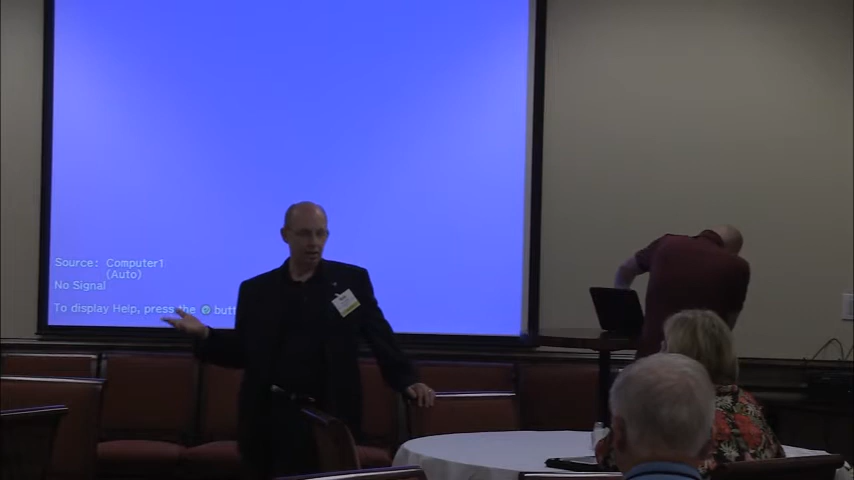 Source: Computer1
(Auto)
No Signal
To display Help, press the